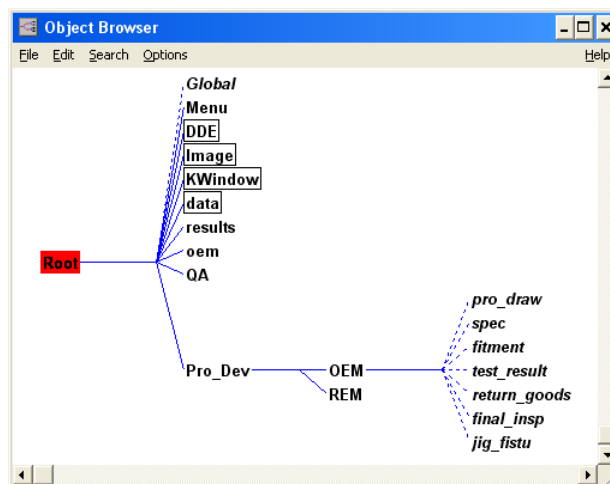 Object Browser
File Edit Search Options Help
Global
Menu
DDE
Image
KWindow
data
results
Root
oem
QA
pro_draw
spec
fitment
Pro_Dev OEM test_result
REM return_goods
final_insp
jig_fistu